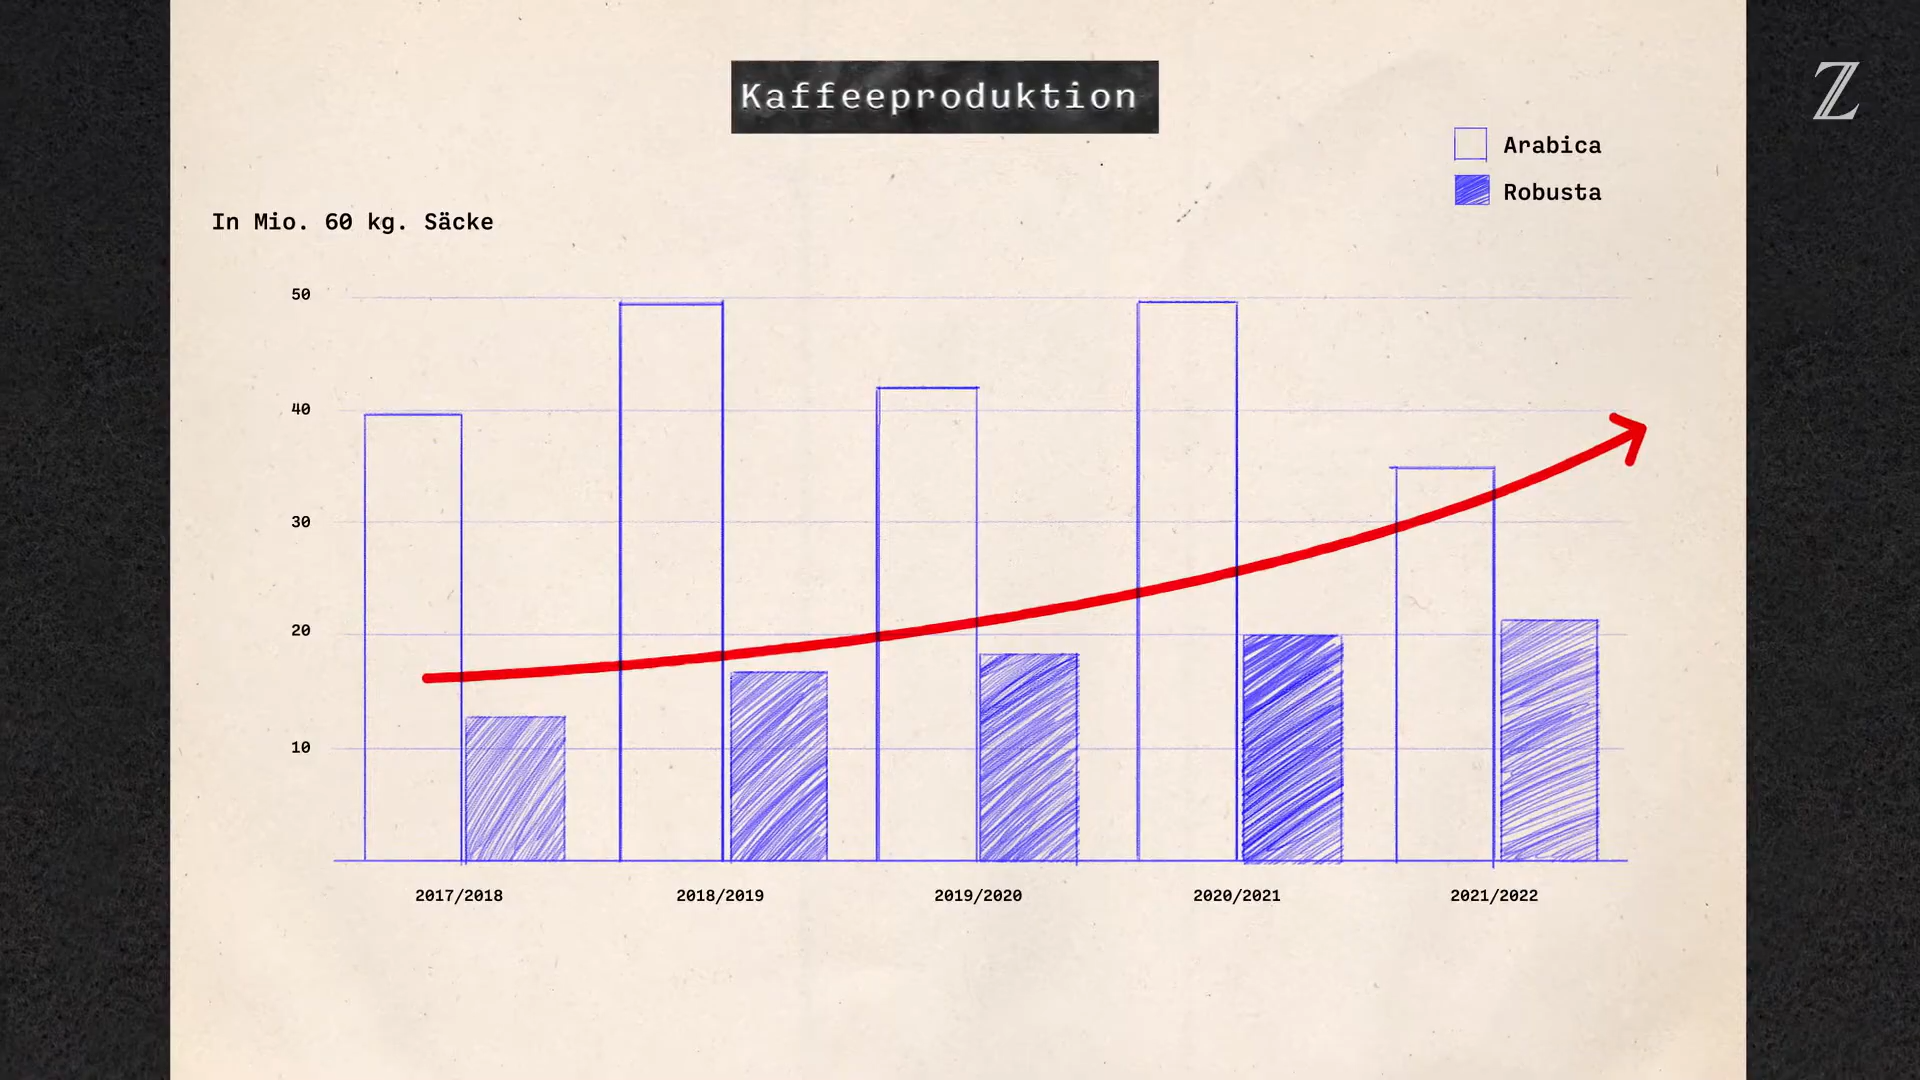 Kaffeeproduktion
Z
Arabica
Robusta
In Mio. 60 kg. Säcke
50
40
30
20
10
2017/2018
2018/2019
2019/2020
2020/2021
2021/2022